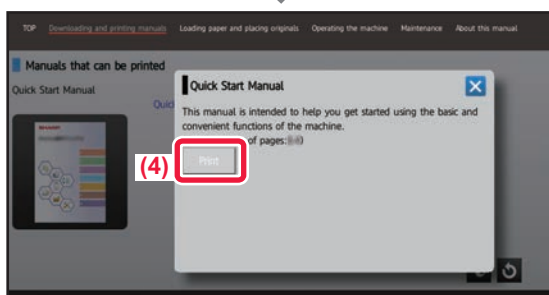 TOP Downloading and printing manuals Loading paper and placing originals Operating the machine Maintenance About this manual
Manuals that can be printed
Quick Start Manual
Quick
Quick Start Manual
This manual is intended to help you get started using the basic and
convenient functions of the machine.
of pages:
(4) Print
SHARP